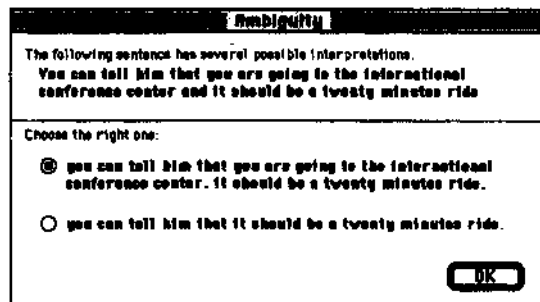 Ambiguity
The following sentence has several possible interpretations.
You can tell him that you are going to the international
conference center and it should be a twenty minutes ride
Choose the right one:
you can tell him that you are going to the international
conference center. it should be a twenty minutes ride.
you can tell him that it should be a twenty minutes ride.
OK